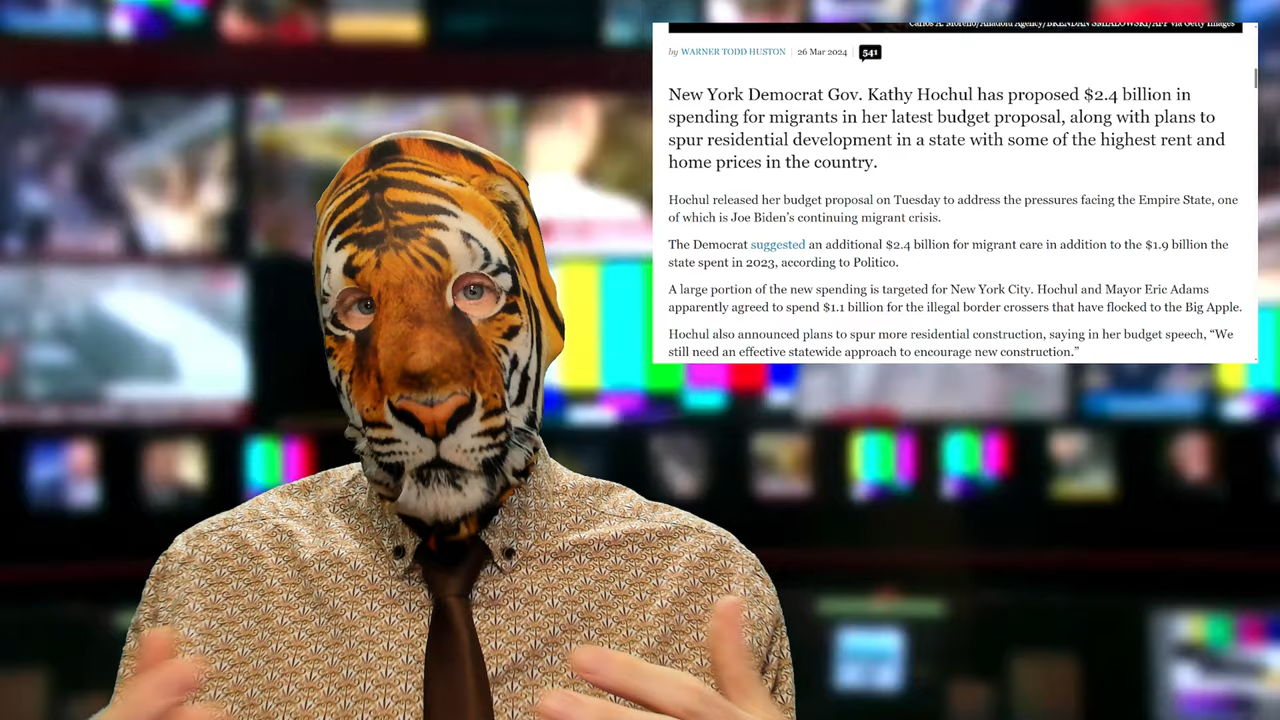 Carlos A. Moreno/Anadolu Agency/BRENDAN SMIALOWSKI/AFP via Getty Images
by WARNER TODD HUSTON | 26 Mar 2024 | 541
New York Democrat Gov. Kathy Hochul has proposed $2.4 billion in
spending for migrants in her latest budget proposal, along with plans to
spur residential development in a state with some of the highest rent and
home prices in the country.
Hochul released her budget proposal on Tuesday to address the pressures facing the Empire State, one
of which is Joe Biden's continuing migrant crisis.
The Democrat suggested an additional $2.4 billion for migrant care in addition to the $1.9 billion the
state spent in 2023, according to Politico.
A large portion of the new spending is targeted for New York City. Hochul and Mayor Eric Adams
apparently agreed to spend $1.1 billion for the illegal border crossers that have flocked to the Big Apple.
Hochul also announced plans to spur more residential construction, saying in her budget speech, “We
still need an effective statewide approach to encourage new construction.”